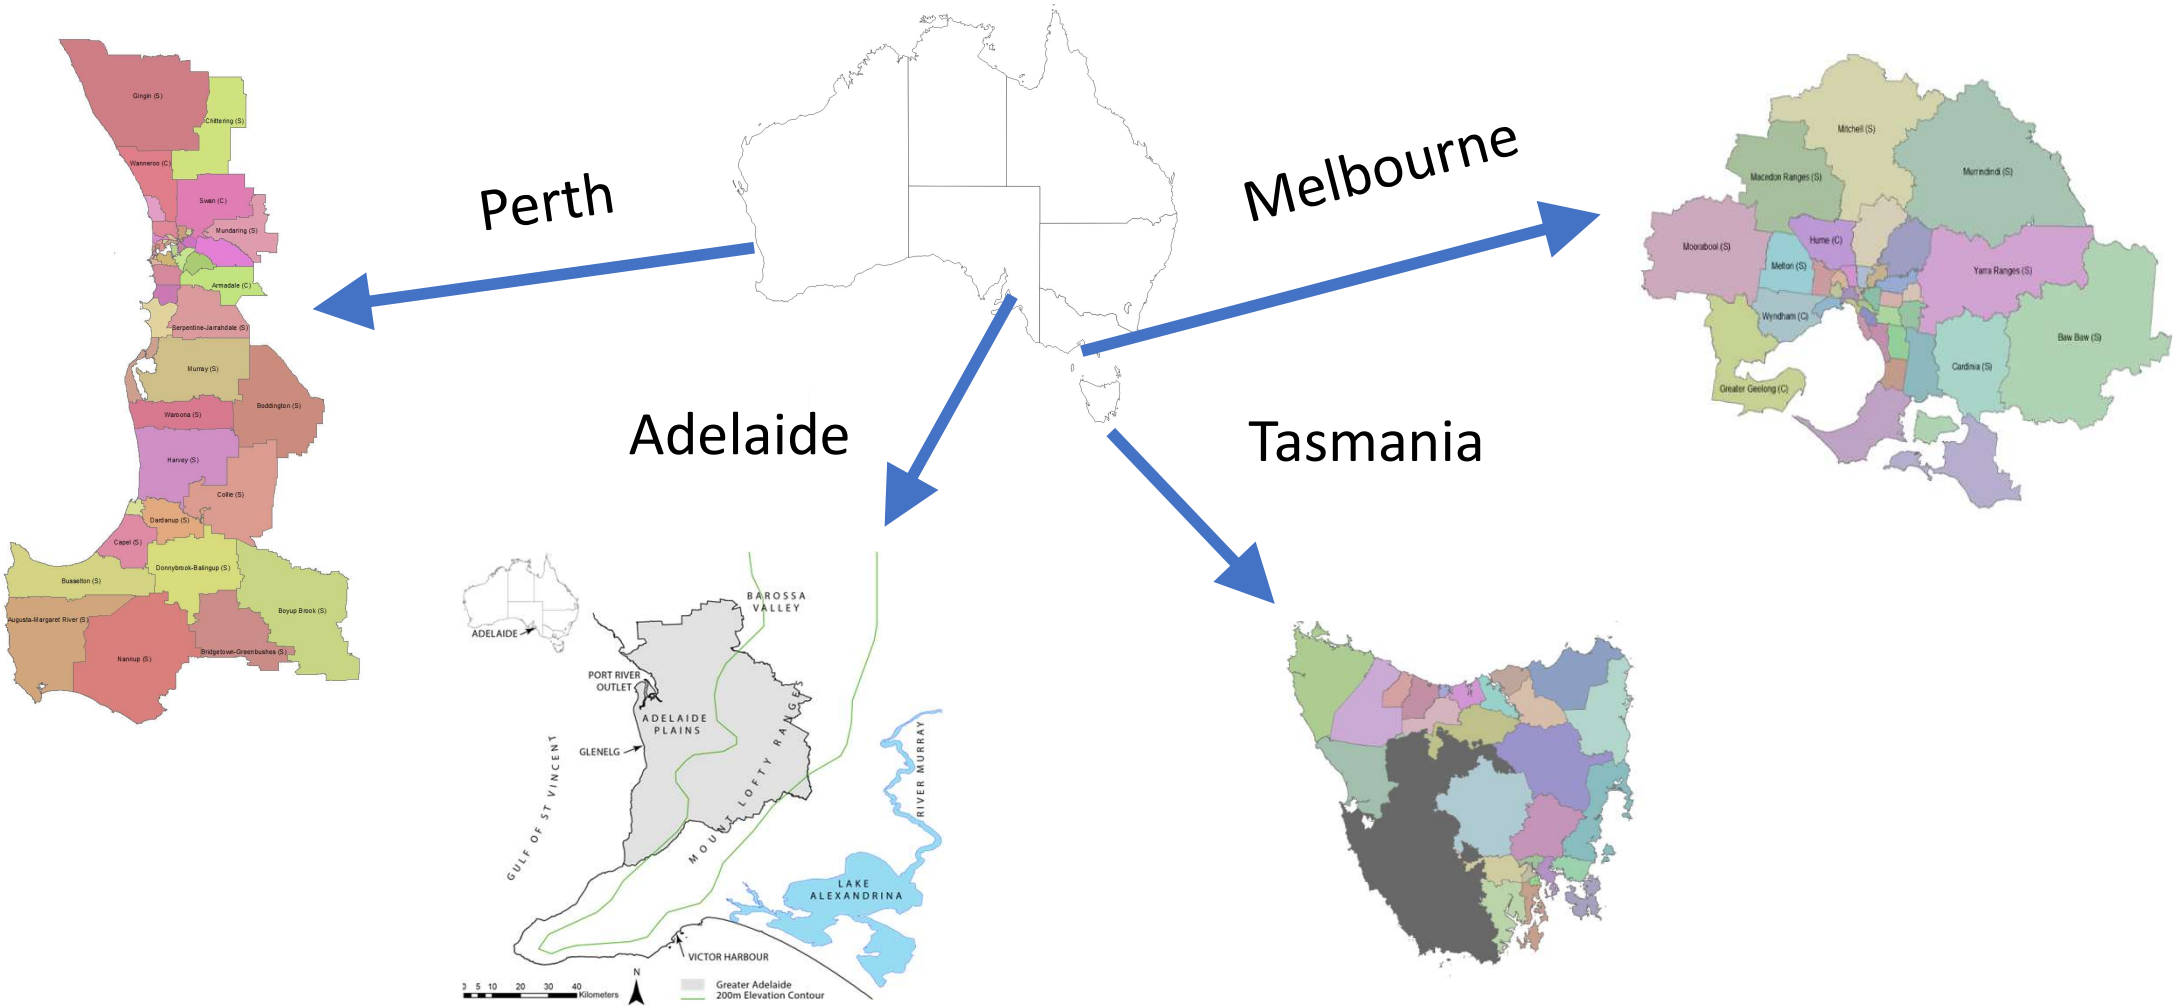 Perth
Melbourne
Adelaide
Tasmania
Gingin (S)
Chittering (S)
Wanneroo (C)
Swan (C)
Mundaring (S)
Armadale (C)
Serpentine-Jarrahdale (S)
Murray (S)
Boddington (S)
Waroona (S)
Harvey (S)
Collie (S)
Dardanup (S)
Capel (S)
Donnybrook-Balingup (S)
Busselton (S)
Boyup Brook (S)
Augusta-Margaret River (S)
Bridgetown-Greenbushes (S)
Nannup (S)
Mitchell (S)
Murrindindi (S)
Macedon Ranges (S)
Moorabool (S)
Hume (C)
Melton (S)
Yarra Ranges (S)
Wyndham (C)
Baw Baw (S)
Cardinia (S)
Greater Geelong (C)
BAROSSA
VALLEY
ADELAIDE
PORT RIVER
OUTLET
ADELAIDE
PLAINS
GLENELG
GULF OF ST VINCENT
MOUNT LOFTY RANGES
RIVER MURRAY
LAKE
ALEXANDRINA
VICTOR HARBOUR
N
0 5 10 20 30 40
Kilometers
Greater Adelaide
200m Elevation Contour